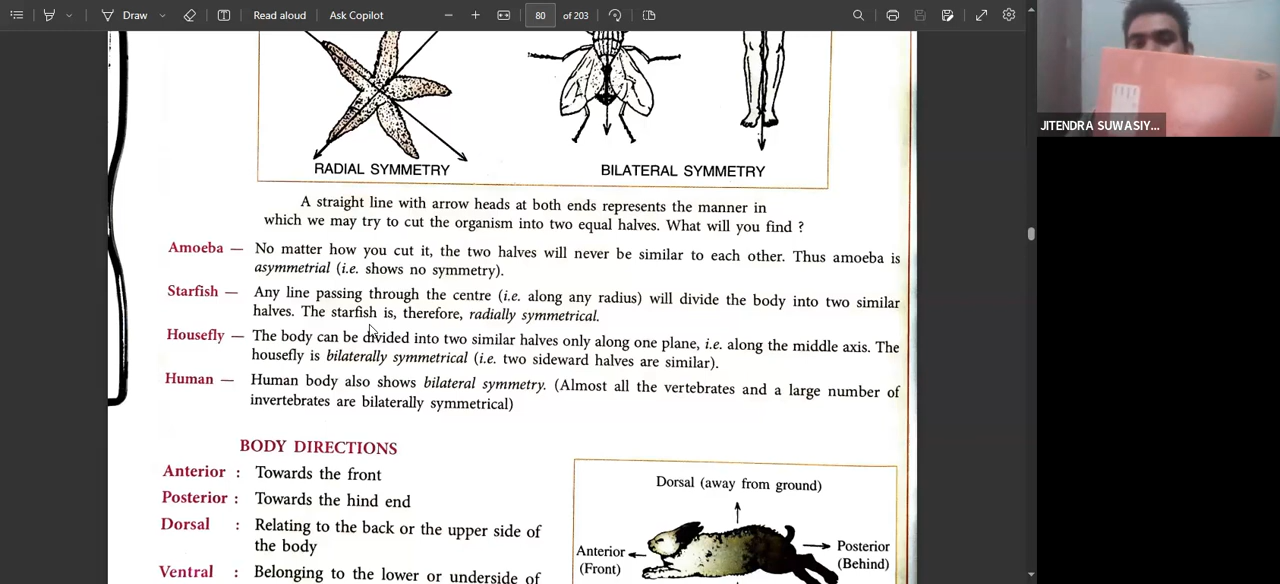 Draw
Read aloud
Ask Copilot
80 of 203
JITENDRA SUWASIY...
RADIAL SYMMETRY
BILATERAL SYMMETRY
A straight line with arrow heads at both ends represents the manner in
which we may try to cut the organism into two equal halves. What will you find ?
Amoeba — No matter how you cut it, the two halves will never be similar to each other. Thus amoeba is
asymmetrial (i.e. shows no symmetry).
Starfish — Any line passing through the centre (i.e. along any radius) will divide the body into two similar
halves. The starfish is, therefore, radially symmetrical.
Housefly — The body can be divided into two similar halves only along one plane, i.e. along the middle axis. The
housefly is bilaterally symmetrical (i.e. two sideward halves are similar).
Human — Human body also shows bilateral symmetry. (Almost all the vertebrates and a large number of
invertebrates are bilaterally symmetrical)
BODY DIRECTIONS
Anterior : Towards the front
Posterior : Towards the hind end
Dorsal : Relating to the back or the upper side of
the body
Ventral : Belonging to the lower or underside of
Dorsal (away from ground)
Anterior
(Front)
Posterior
(Behind)